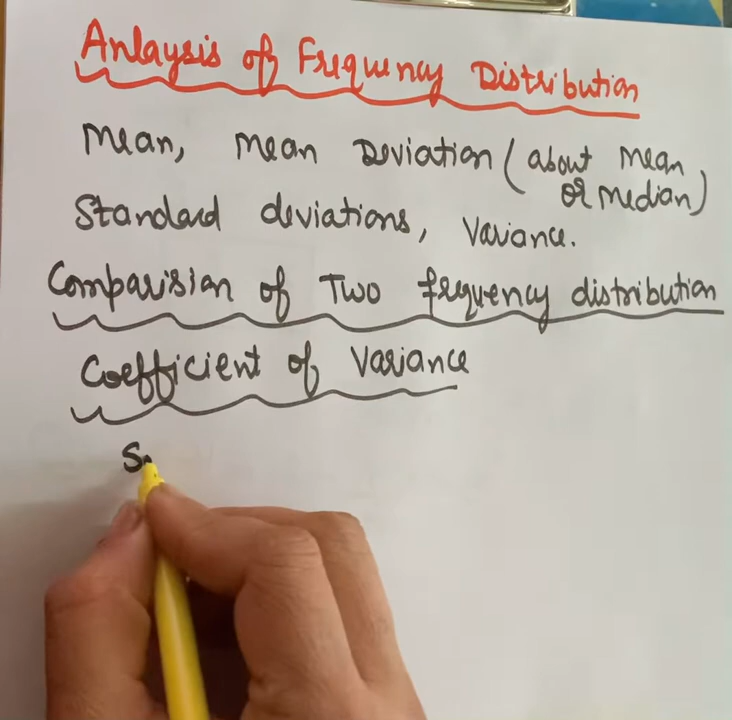 Anlaysis of Frequency Distribution
Mean, Mean Deviation (about Mean
or Median)
Standard deviations, Variance.
Comparision of Two frequency distribution
Coefficient of Variance
S